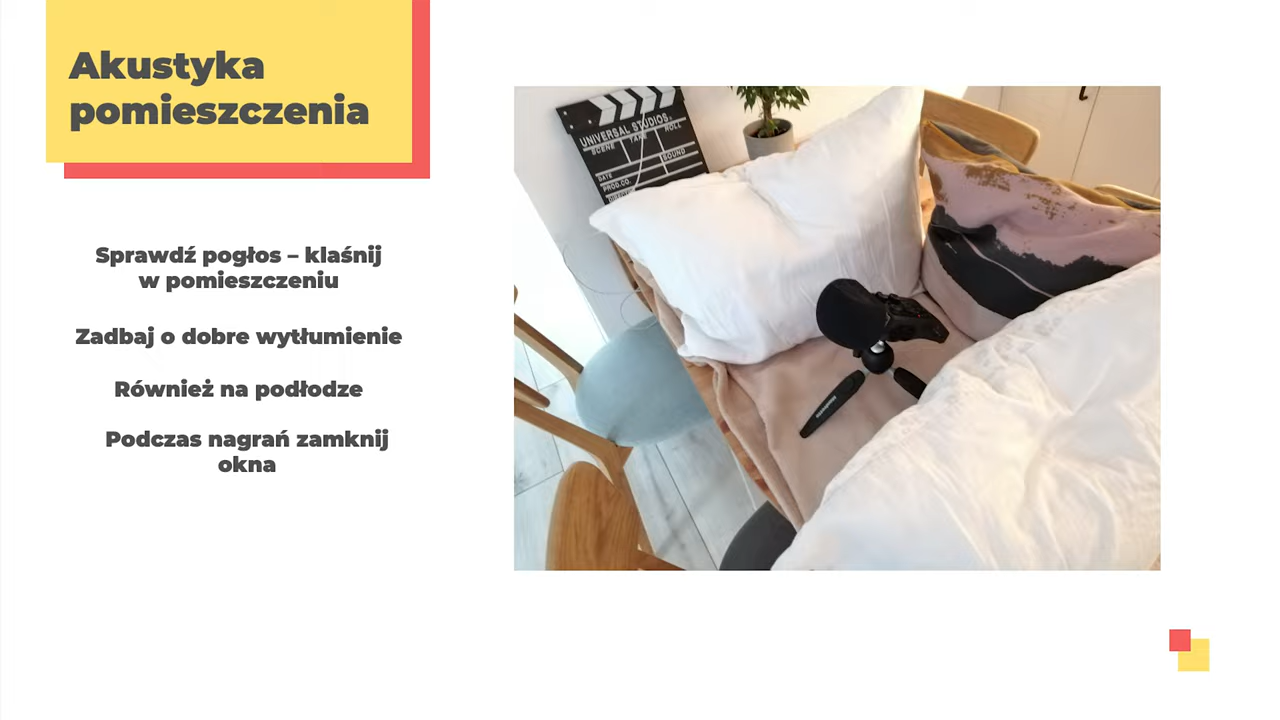 Akustyka
pomieszczenia
Sprawdź pogłos – klaśnij
w pomieszczeniu
Zadbaj o dobre wytłumienie
Również na podłodze
Podczas nagrań zamknij
okna
UNIVERSAL STUDIOS
SCENE TAKE ROLL
SOUND
DATE
PROD.CO.